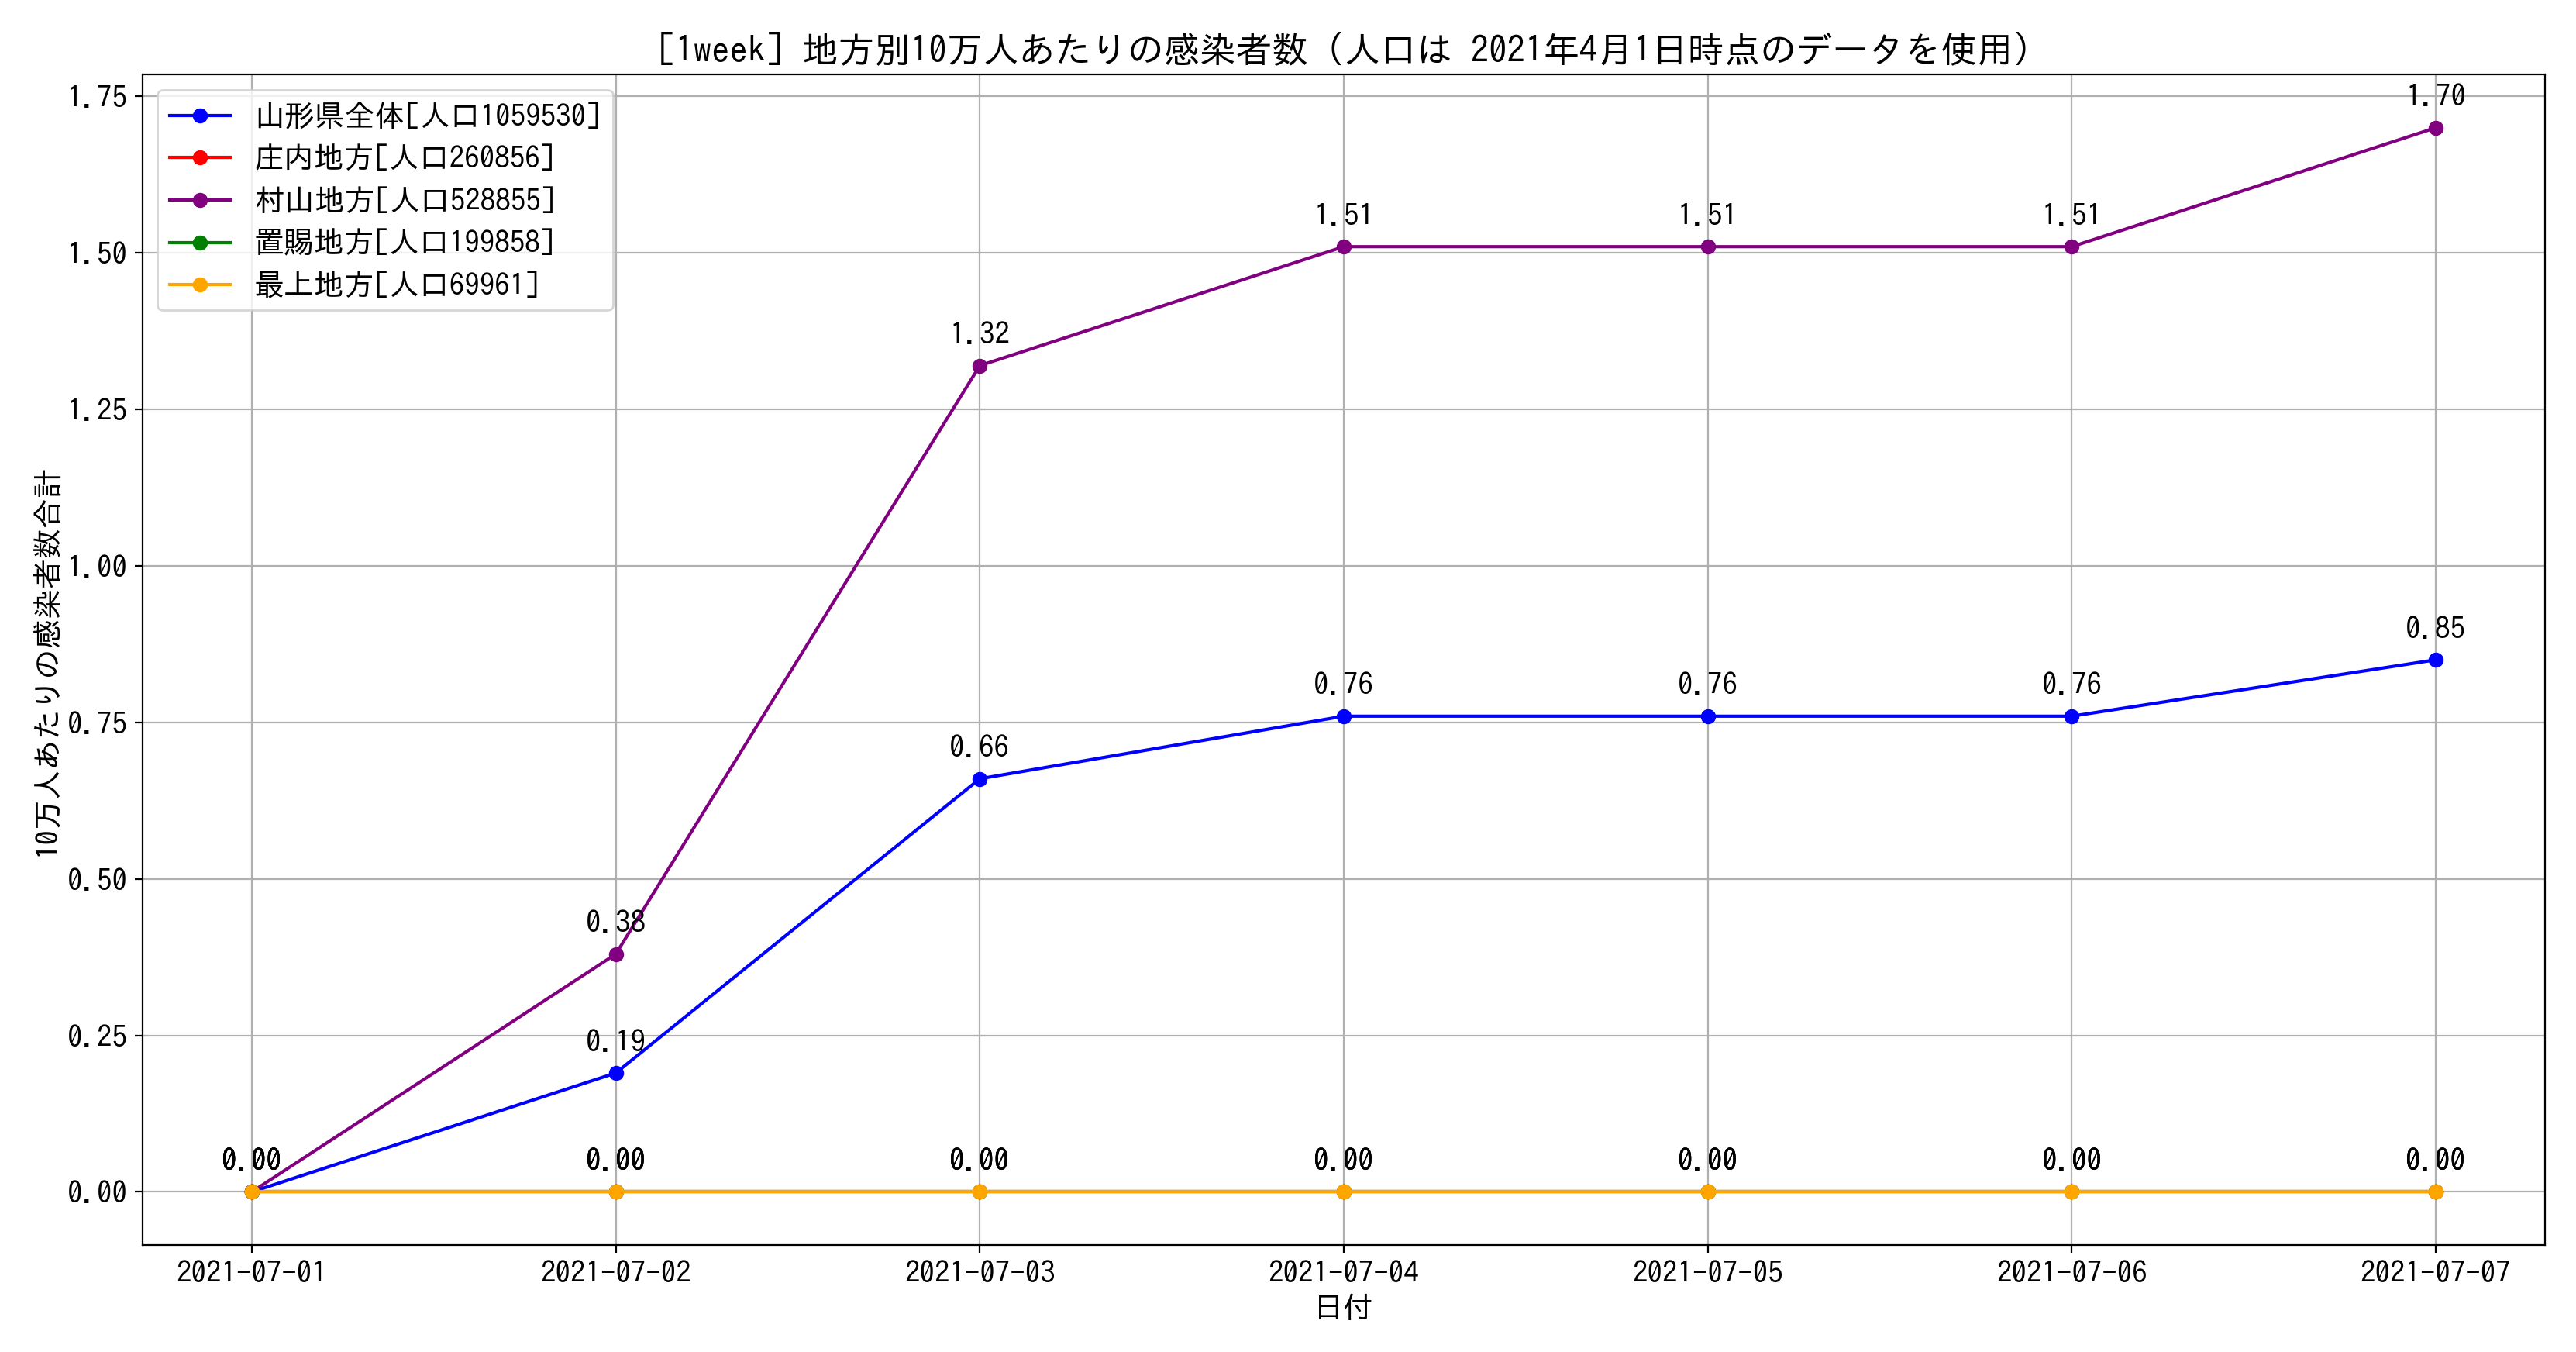 [1week] 地方別10万人あたりの感染者数 (人口は 2021年4月1日時点のデータを使用)
山形県全体[人口1059530]
庄内地方[人口260856]
村山地方[人口528855]
置賜地方[人口199858]
最上地方[人口69961]
10万人あたりの感染者数合計
1.75
1.50
1.25
1.00
0.75
0.50
0.25
0.00
1.70
1.51 1.51 1.51
1.32
0.85
0.76 0.76 0.76
0.66
0.38
0.19
0.00 0.00 0.00 0.00 0.00 0.00 0.00
2021-07-01 2021-07-02 2021-07-03 2021-07-04 2021-07-05 2021-07-06 2021-07-07
日付